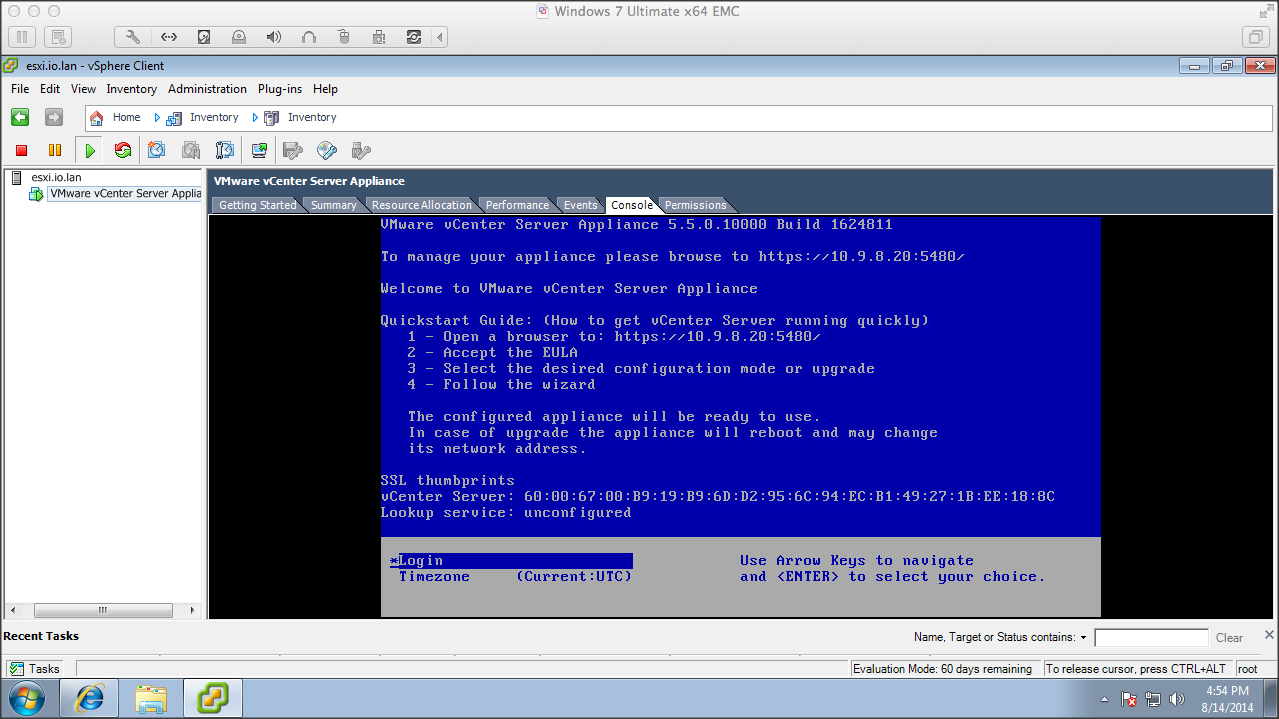 Windows 7 Ultimate x64 EMC
esxi.io.lan - vSphere Client
File Edit View Inventory Administration Plug-ins Help
Home Inventory Inventory
esxi.io.lan
VMware vCenter Server Applia
VMware vCenter Server Appliance
Getting Started Summary Resource Allocation Performance Events Console Permissions
VMware vCenter Server Appliance 5.5.0.10000 Build 1624811
To manage your appliance please browse to https://10.9.8.20:5480/
Welcome to VMware vCenter Server Appliance
Quickstart Guide: (How to get vCenter Server running quickly)
1 - Open a browser to: https://10.9.8.20:5480/
2 - Accept the EULA
3 - Select the desired configuration mode or upgrade
4 - Follow the wizard
The configured appliance will be ready to use.
In case of upgrade the appliance will reboot and may change
its network address.
SSL thumbprints
vCenter Server: 60:00:67:00:B9:19:B9:6D:D2:95:6C:94:EC:B1:49:27:1B:EE:18:8C
Lookup service: unconfigured
*Login Use Arrow Keys to navigate
Timezone (Current:UTC) and <ENTER> to select your choice.
Recent Tasks Name, Target or Status contains: Clear
Tasks Evaluation Mode: 60 days remaining To release cursor, press CTRL+ALT root
4:54 PM
8/14/2014